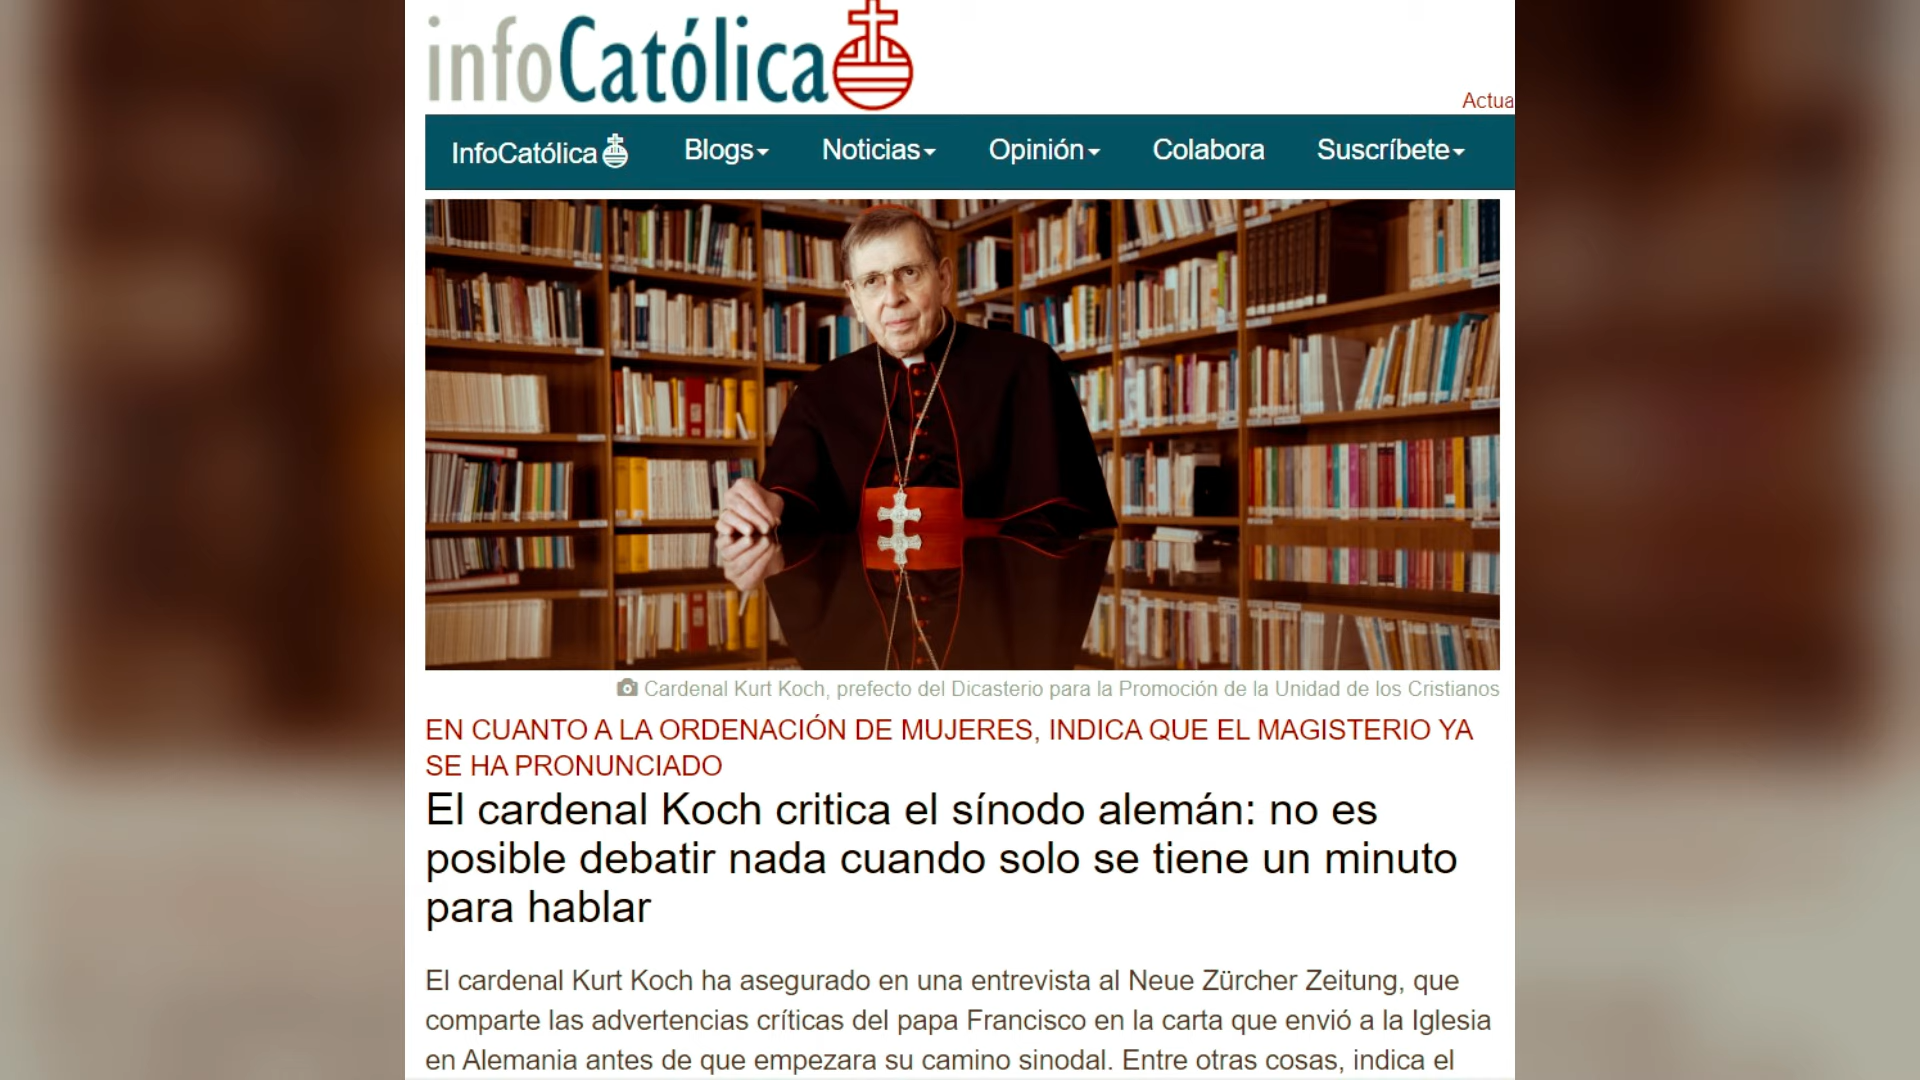 infoCatólica
Actua
InfoCatólica Blogs Noticias Opinión Colabora Suscríbete
Cardenal Kurt Koch, prefecto del Dicasterio para la Promoción de la Unidad de los Cristianos
EN CUANTO A LA ORDENACIÓN DE MUJERES, INDICA QUE EL MAGISTERIO YA
SE HA PRONUNCIADO
El cardenal Koch critica el sínodo alemán: no es
posible debatir nada cuando solo se tiene un minuto
para hablar
El cardenal Kurt Koch ha asegurado en una entrevista al Neue Zürcher Zeitung, que
comparte las advertencias críticas del papa Francisco en la carta que envió a la Iglesia
en Alemania antes de que empezara su camino sinodal. Entre otras cosas, indica el